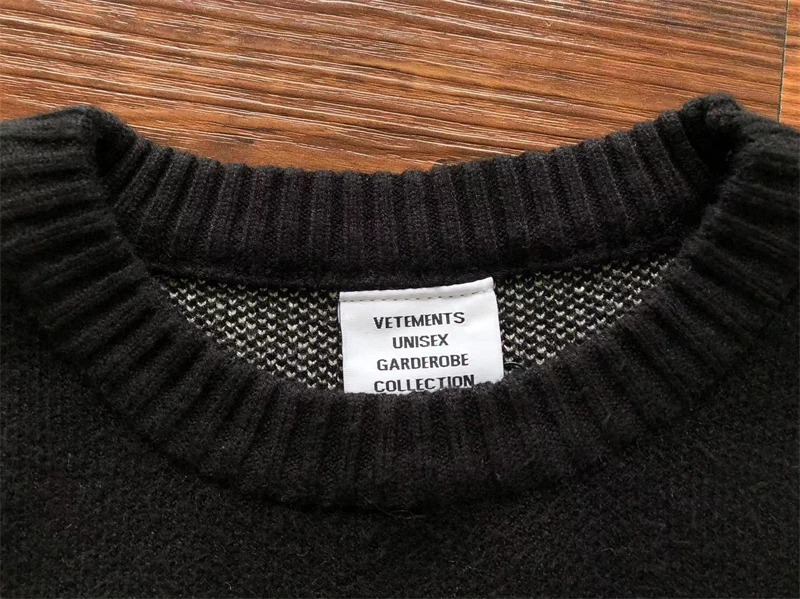 VETEMENTS
UNISEX
GARDEROBE
COLLECTION